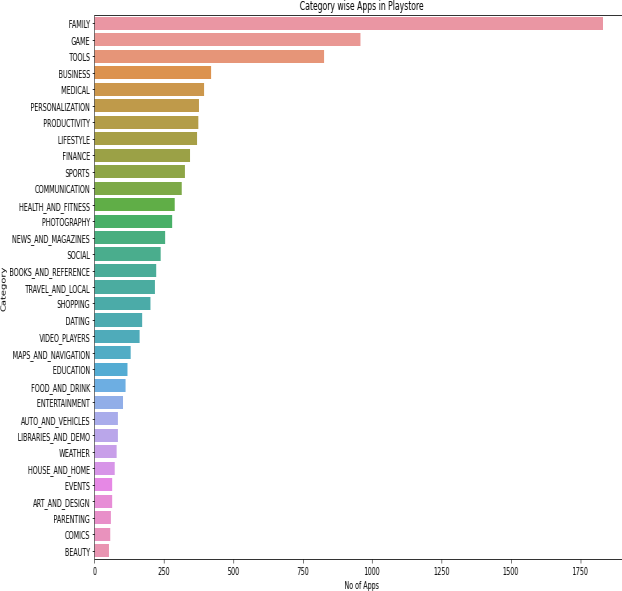 Category wise Apps in Playstore
FAMILY
GAME
TOOLS
BUSINESS
MEDICAL
PERSONALIZATION
PRODUCTIVITY
LIFESTYLE
FINANCE
SPORTS
COMMUNICATION
HEALTH_AND_FITNESS
PHOTOGRAPHY
NEWS_AND_MAGAZINES
SOCIAL
BOOKS_AND_REFERENCE
TRAVEL_AND_LOCAL
SHOPPING
DATING
VIDEO_PLAYERS
MAPS_AND_NAVIGATION
EDUCATION
FOOD_AND_DRINK
ENTERTAINMENT
AUTO_AND_VEHICLES
LIBRARIES_AND_DEMO
WEATHER
HOUSE_AND_HOME
EVENTS
ART_AND_DESIGN
PARENTING
COMICS
BEAUTY
Category
0 250 500 750 1000 1250 1500 1750
No of Apps